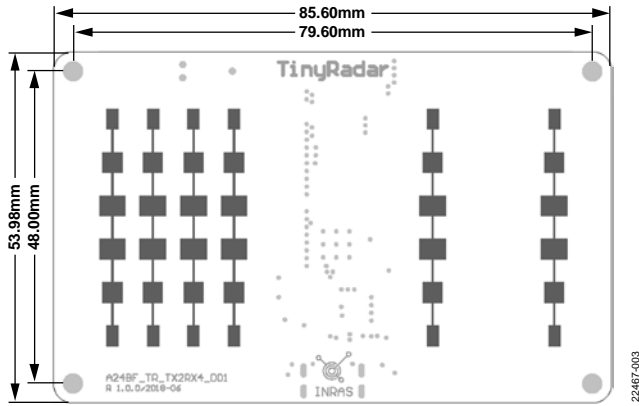 85.60mm
79.60mm
TinyRadar
53.98mm
48.00mm
A24BF_TR_TX2RX4_DD1
R 1.0.0/2018-06
INRAS
22467-003